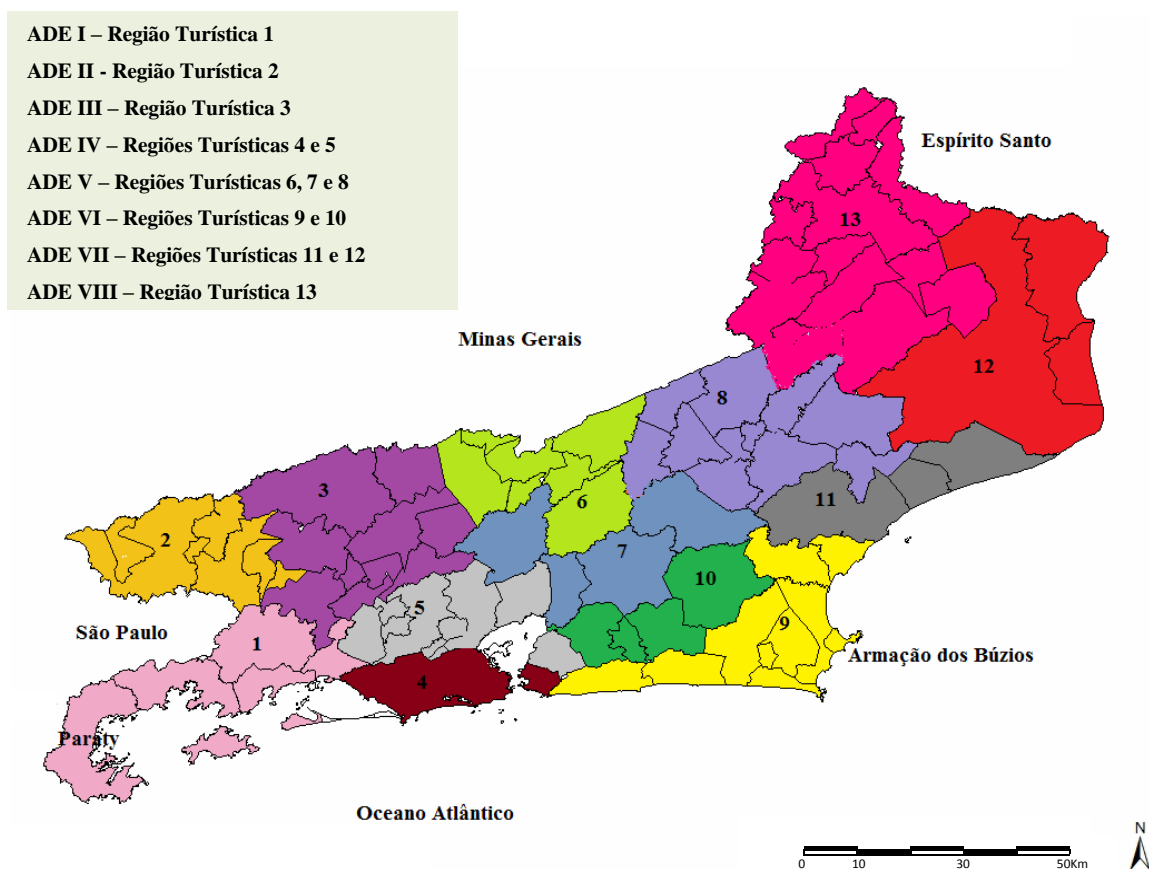 ADE I – Região Turística 1
ADE II - Região Turística 2
ADE III – Região Turística 3
ADE IV – Regiões Turísticas 4 e 5
ADE V – Regiões Turísticas 6, 7 e 8
ADE VI – Regiões Turísticas 9 e 10
ADE VII – Regiões Turísticas 11 e 12
ADE VIII – Região Turística 13
Espírito Santo
13
Minas Gerais
12
8
3
11
6
2
7
10
5
São Paulo
9
1
Armação dos Búzios
4
Paraty
Oceano Atlântico
N
0 10 30 50Km